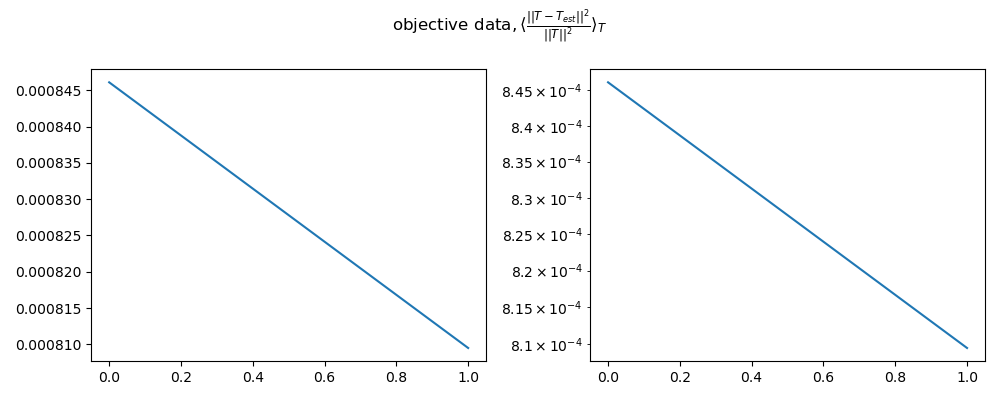 objective data, ⟨||T − T_est||² / ||T||²⟩_T
0.000845
0.000840
0.000835
0.000830
0.000825
0.000820
0.000815
0.000810
0.0 0.2 0.4 0.6 0.8 1.0
8.45 × 10⁻⁴
8.4 × 10⁻⁴
8.35 × 10⁻⁴
8.3 × 10⁻⁴
8.25 × 10⁻⁴
8.2 × 10⁻⁴
8.15 × 10⁻⁴
8.1 × 10⁻⁴
0.0 0.2 0.4 0.6 0.8 1.0